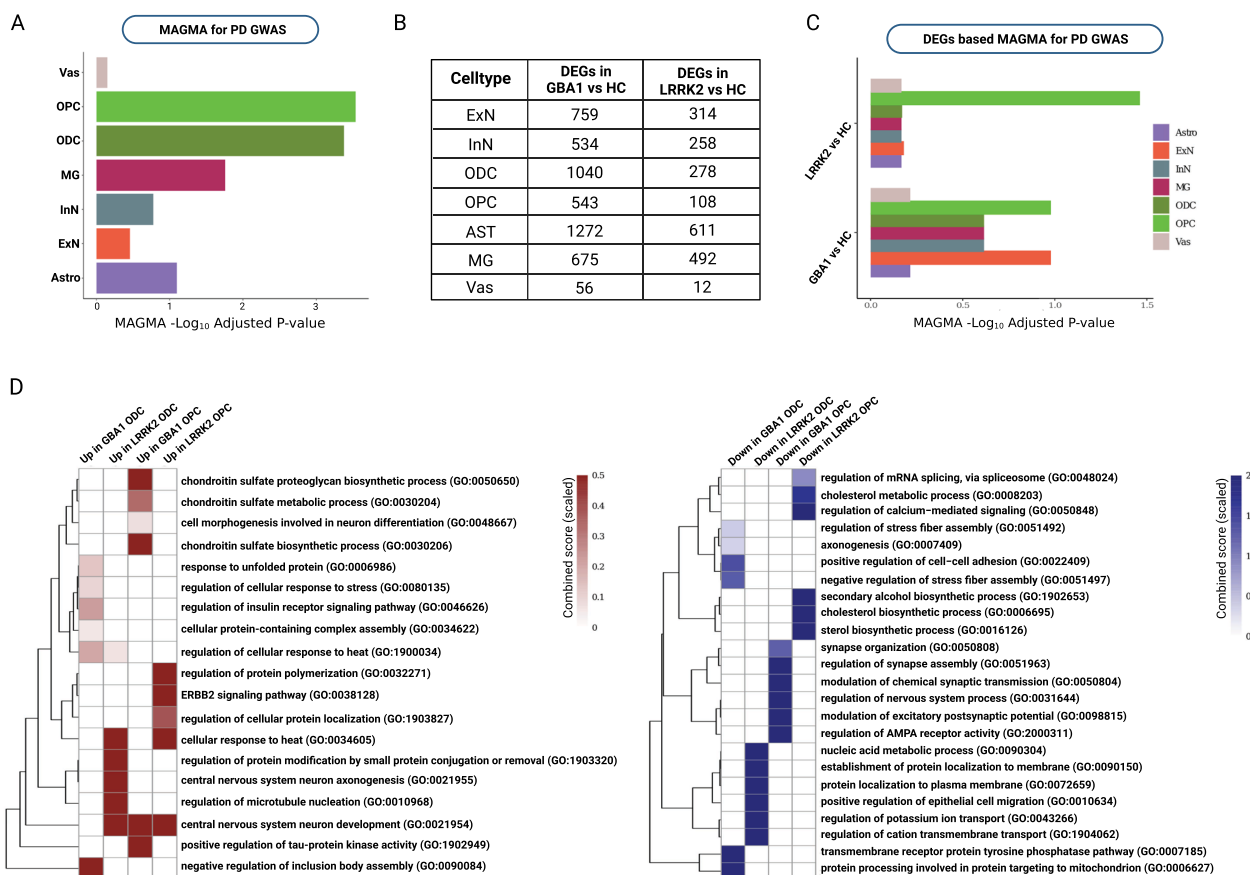 A
MAGMA for PD GWAS
Vas
OPC
ODC
MG
InN
ExN
Astro
0
1
2
3
MAGMA -Log₁₀ Adjusted P-value
B
Celltype
DEGs in
GBA1 vs HC
DEGs in
LRRK2 vs HC
ExN 759 314
InN 534 258
ODC 1040 278
OPC 543 108
AST 1272 611
MG 675 492
Vas 56 12
C
DEGs based MAGMA for PD GWAS
LRRK2 vs HC
GBA1 vs HC
0.0
0.5
1.0
1.5
MAGMA -Log₁₀ Adjusted P-value
Astro
ExN
InN
MG
ODC
OPC
Vas
D
Up in GBA1 ODC
Up in LRRK2 ODC
Up in GBA1 OPC
Up in LRRK2 OPC
chondroitin sulfate proteoglycan biosynthetic process (GO:0050650)
chondroitin sulfate metabolic process (GO:0030204)
cell morphogenesis involved in neuron differentiation (GO:0048667)
chondroitin sulfate biosynthetic process (GO:0030206)
response to unfolded protein (GO:0006986)
regulation of cellular response to stress (GO:0080135)
regulation of insulin receptor signaling pathway (GO:0046626)
cellular protein-containing complex assembly (GO:0034622)
regulation of cellular response to heat (GO:1900034)
regulation of protein polymerization (GO:0032271)
ERBB2 signaling pathway (GO:0038128)
regulation of cellular protein localization (GO:1903827)
cellular response to heat (GO:0034605)
regulation of protein modification by small protein conjugation or removal (GO:1903320)
central nervous system neuron axonogenesis (GO:0021955)
regulation of microtubule nucleation (GO:0010968)
central nervous system neuron development (GO:0021954)
positive regulation of tau-protein kinase activity (GO:1902949)
negative regulation of inclusion body assembly (GO:0090084)
Combined score (scaled)
0.5
0.4
0.3
0.2
0.1
0
Down in GBA1 ODC
Down in LRRK2 ODC
Down in GBA1 OPC
Down in LRRK2 OPC
regulation of mRNA splicing, via spliceosome (GO:0048024)
cholesterol metabolic process (GO:0008203)
regulation of calcium-mediated signaling (GO:0050848)
regulation of stress fiber assembly (GO:0051492)
axonogenesis (GO:0007409)
positive regulation of cell-cell adhesion (GO:0022409)
negative regulation of stress fiber assembly (GO:0051497)
secondary alcohol biosynthetic process (GO:1902653)
cholesterol biosynthetic process (GO:0006695)
sterol biosynthetic process (GO:0016126)
synapse organization (GO:0050808)
regulation of synapse assembly (GO:0051963)
modulation of chemical synaptic transmission (GO:0050804)
regulation of nervous system process (GO:0031644)
modulation of excitatory postsynaptic potential (GO:0098815)
regulation of AMPA receptor activity (GO:2000311)
nucleic acid metabolic process (GO:0090304)
establishment of protein localization to membrane (GO:0090150)
protein localization to plasma membrane (GO:0072659)
positive regulation of epithelial cell migration (GO:0010634)
regulation of potassium ion transport (GO:0043266)
regulation of cation transmembrane transport (GO:1904062)
transmembrane receptor protein tyrosine phosphatase pathway (GO:0007185)
protein processing involved in protein targeting to mitochondrion (GO:0006627)
Combined score (scaled)